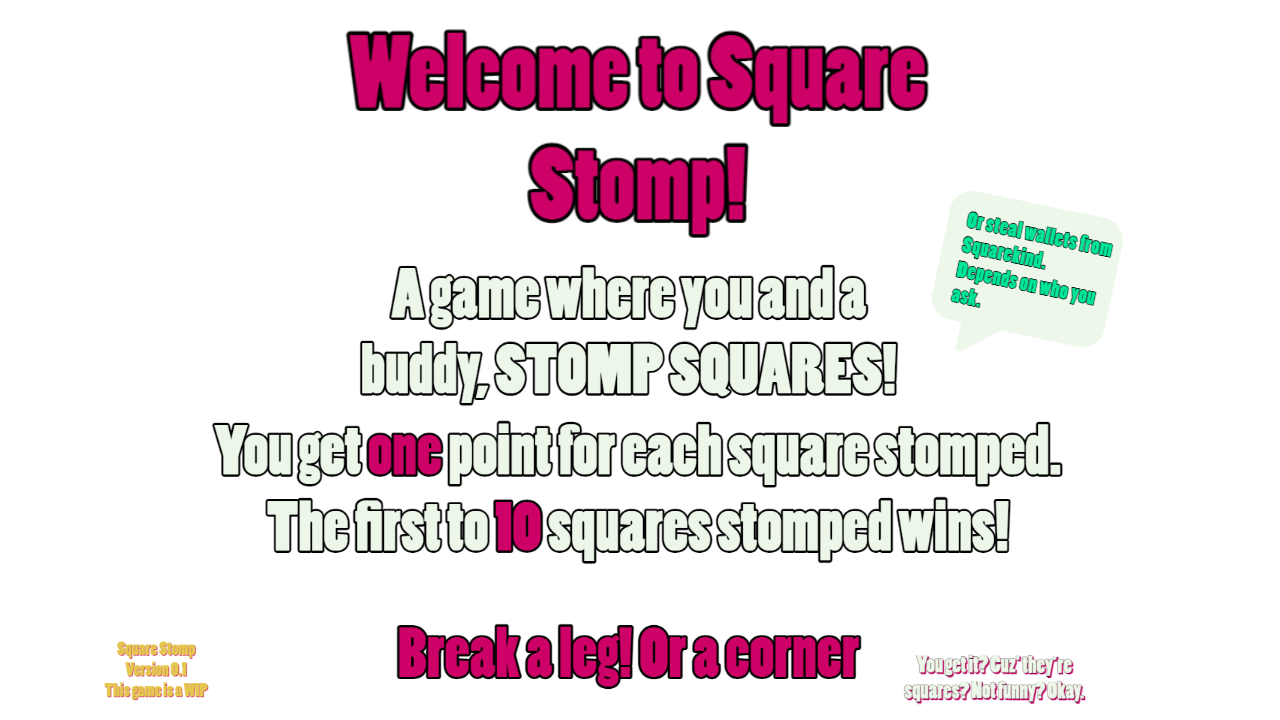 Welcome to Square
Stomp!
Or steal wallets from
Squarekind.
Depends on who you
ask.
A game where you and a
buddy, STOMP SQUARES!
You get one point for each square stomped.
The first to 10 squares stomped wins!
Break a leg! Or a corner
Square Stomp
Version 0.1
This game is a WIP
You get it? Cuz' they're
squares? Not funny? Okay.